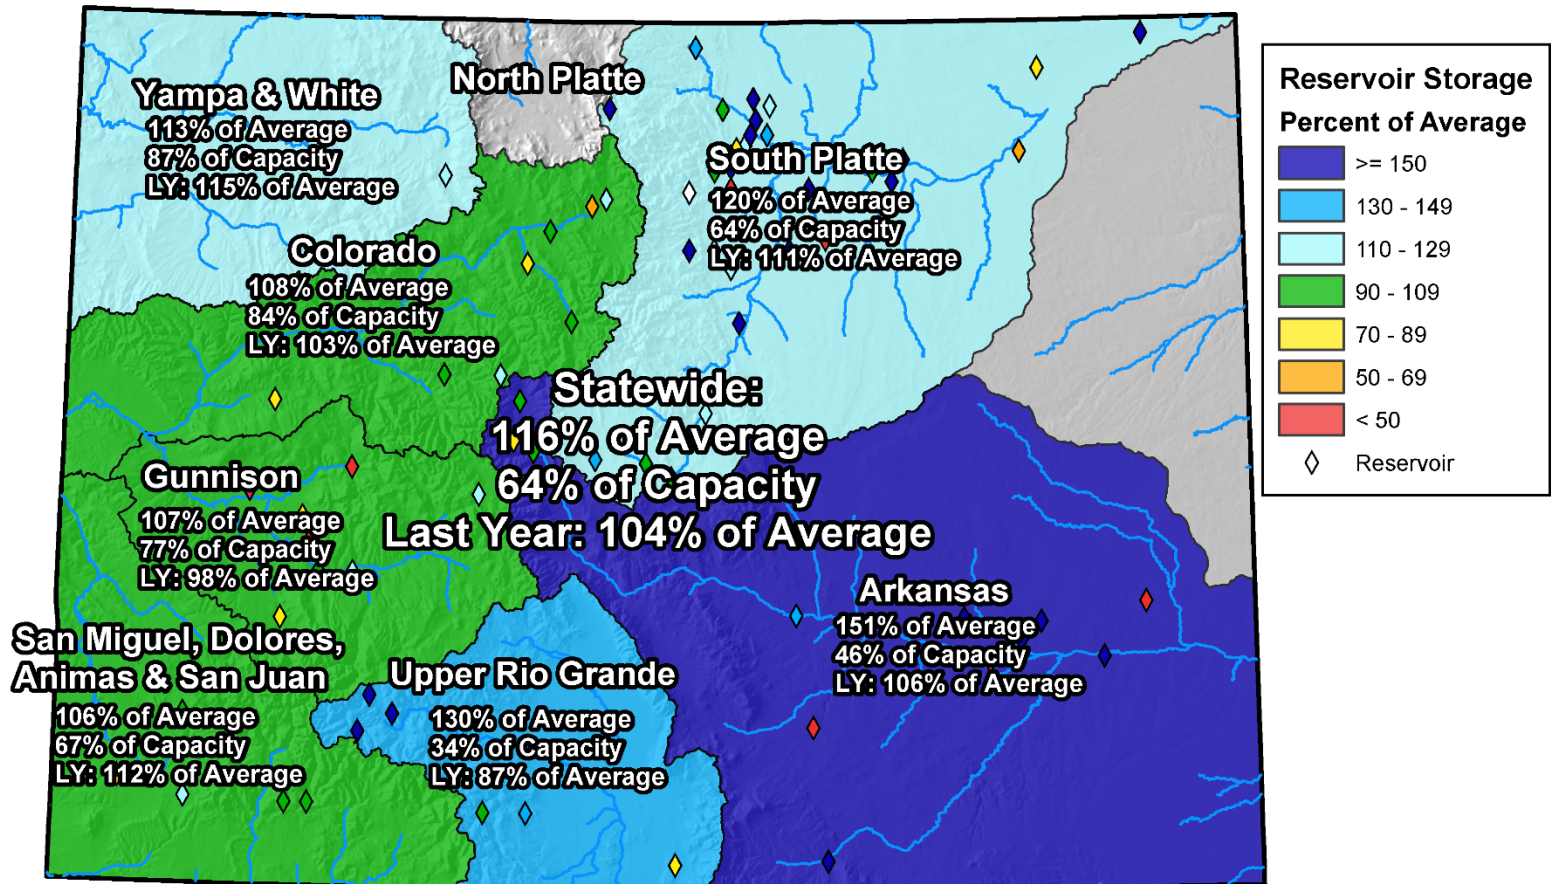 North Platte
Yampa & White
113% of Average
87% of Capacity
LY: 115% of Average
South Platte
120% of Average
64% of Capacity
LY: 111% of Average
Colorado
108% of Average
84% of Capacity
LY: 103% of Average
Statewide:
116% of Average
64% of Capacity
Last Year: 104% of Average
Gunnison
107% of Average
77% of Capacity
LY: 98% of Average
Arkansas
151% of Average
46% of Capacity
LY: 106% of Average
San Miguel, Dolores,
Animas & San Juan
106% of Average
67% of Capacity
LY: 112% of Average
Upper Rio Grande
130% of Average
34% of Capacity
LY: 87% of Average
Reservoir Storage
Percent of Average
>= 150
130 - 149
110 - 129
90 - 109
70 - 89
50 - 69
< 50
Reservoir